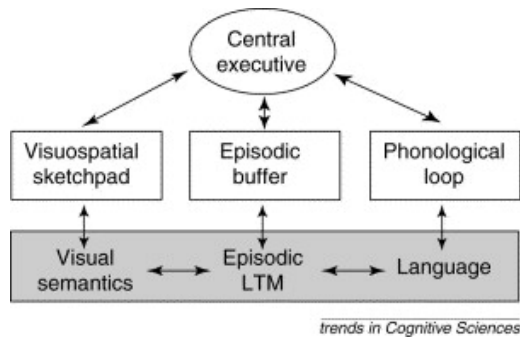 Central
executive
Visuospatial
sketchpad
Episodic
buffer
Phonological
loop
Visual
semantics
Episodic
LTM
Language
trends in Cognitive Sciences